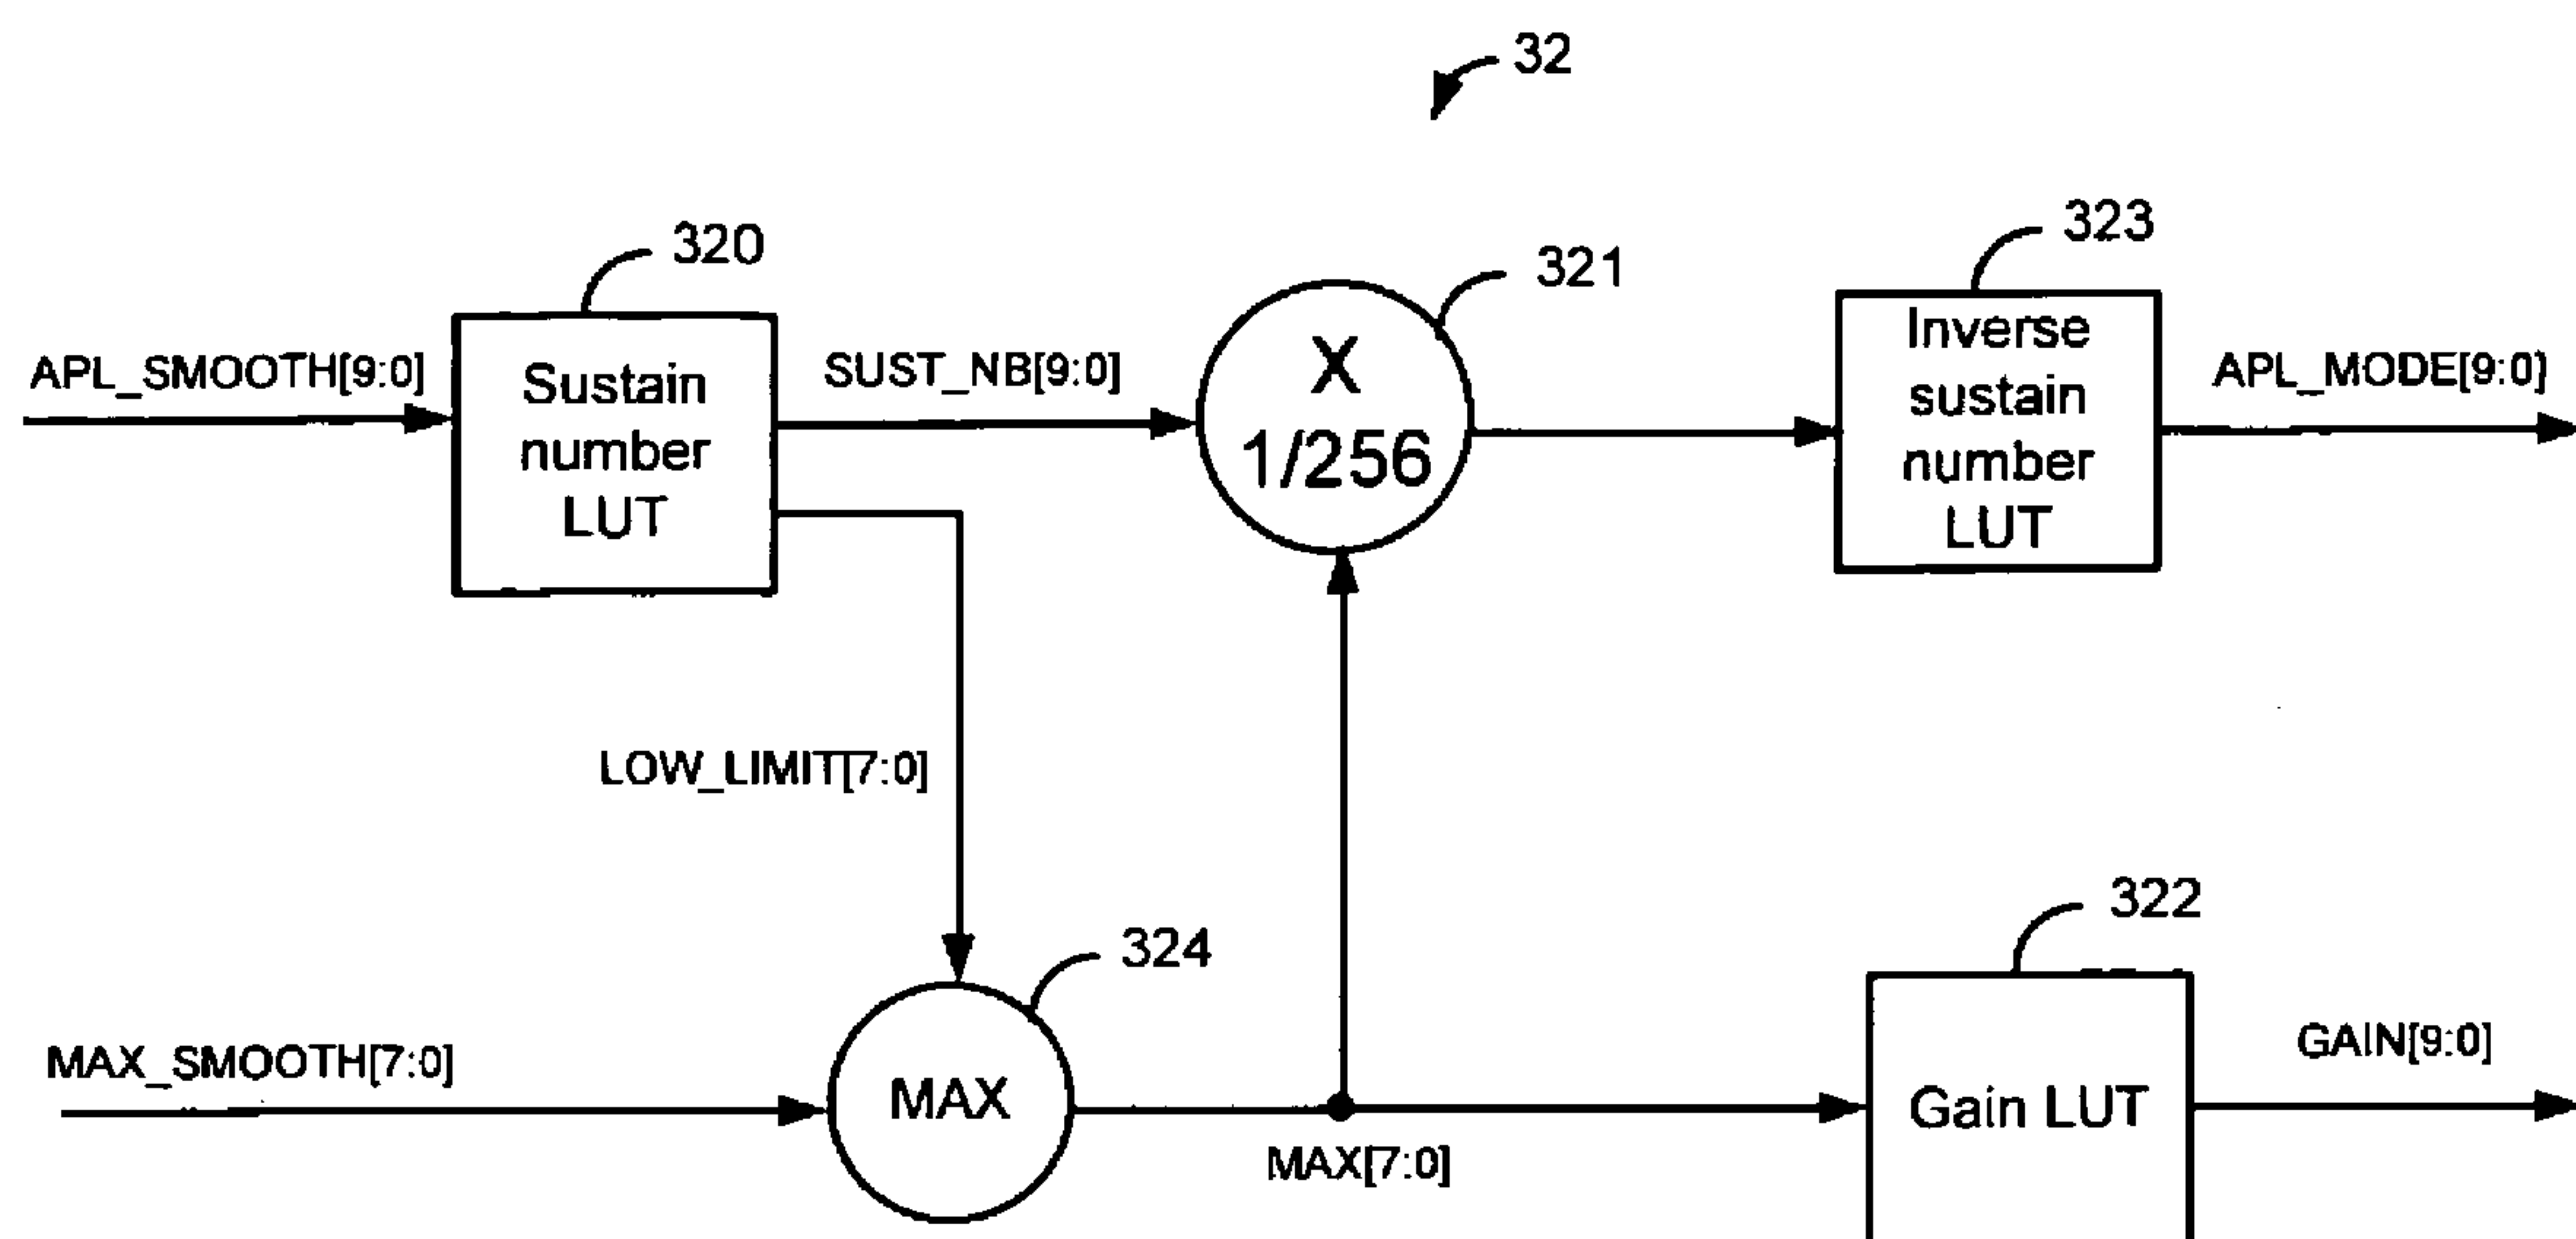 32
320
321
323
APL_SMOOTH[9:0]
Sustain
number
LUT
SUST_NB[9:0]
X
1/256
Inverse
sustain
number
LUT
APL_MODE[9:0]
LOW_LIMIT[7:0]
324
322
MAX_SMOOTH[7:0]
MAX
MAX[7:0]
Gain LUT
GAIN[9:0]